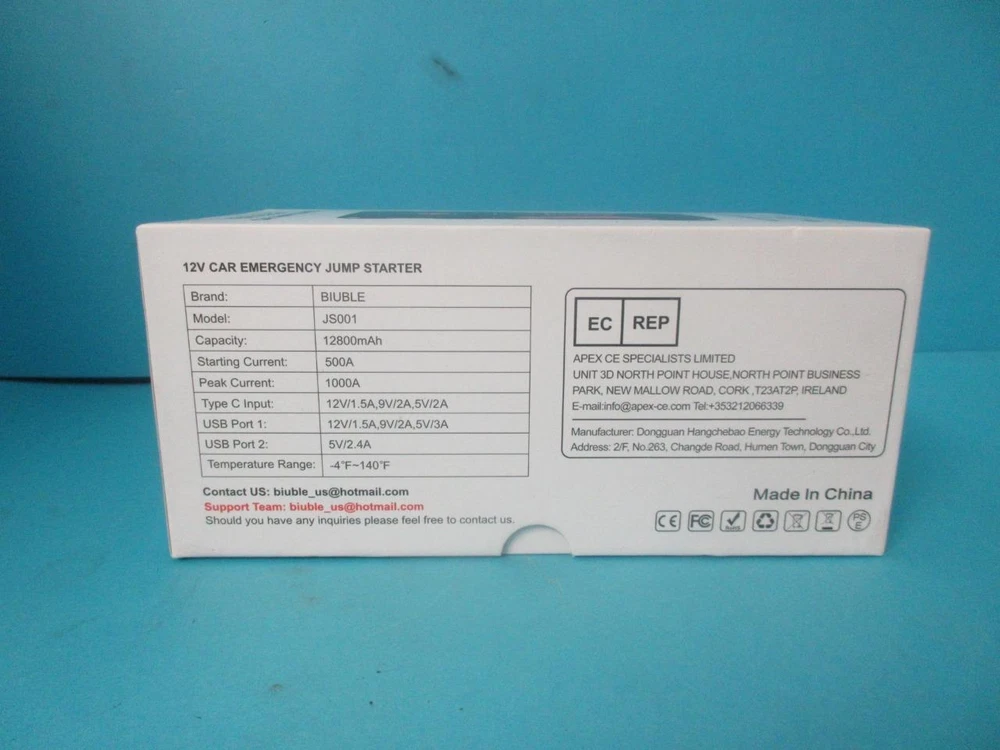 12V CAR EMERGENCY JUMP STARTER
Brand: BIUBLE
Model: JS001
Capacity: 12800mAh
Starting Current: 500A
Peak Current: 1000A
Type C Input: 12V/1.5A,9V/2A,5V/2A
USB Port 1: 12V/1.5A,9V/2A,5V/3A
USB Port 2: 5V/2.4A
Temperature Range: -4°F~140°F
Contact US: biuble_us@hotmail.com
Support Team: biuble_us@hotmail.com
Should you have any inquiries please feel free to contact us.
EC REP
APEX CE SPECIALISTS LIMITED
UNIT 3D NORTH POINT HOUSE,NORTH POINT BUSINESS
PARK, NEW MALLOW ROAD, CORK ,T23AT2P, IRELAND
E-mail:info@apex-ce.com Tel:+353212066339
Manufacturer: Dongguan Hangchebao Energy Technology Co.,Ltd.
Address: 2/F, No.263, Changde Road, Humen Town, Dongguan City
Made In China
CE FC RoHS PSE